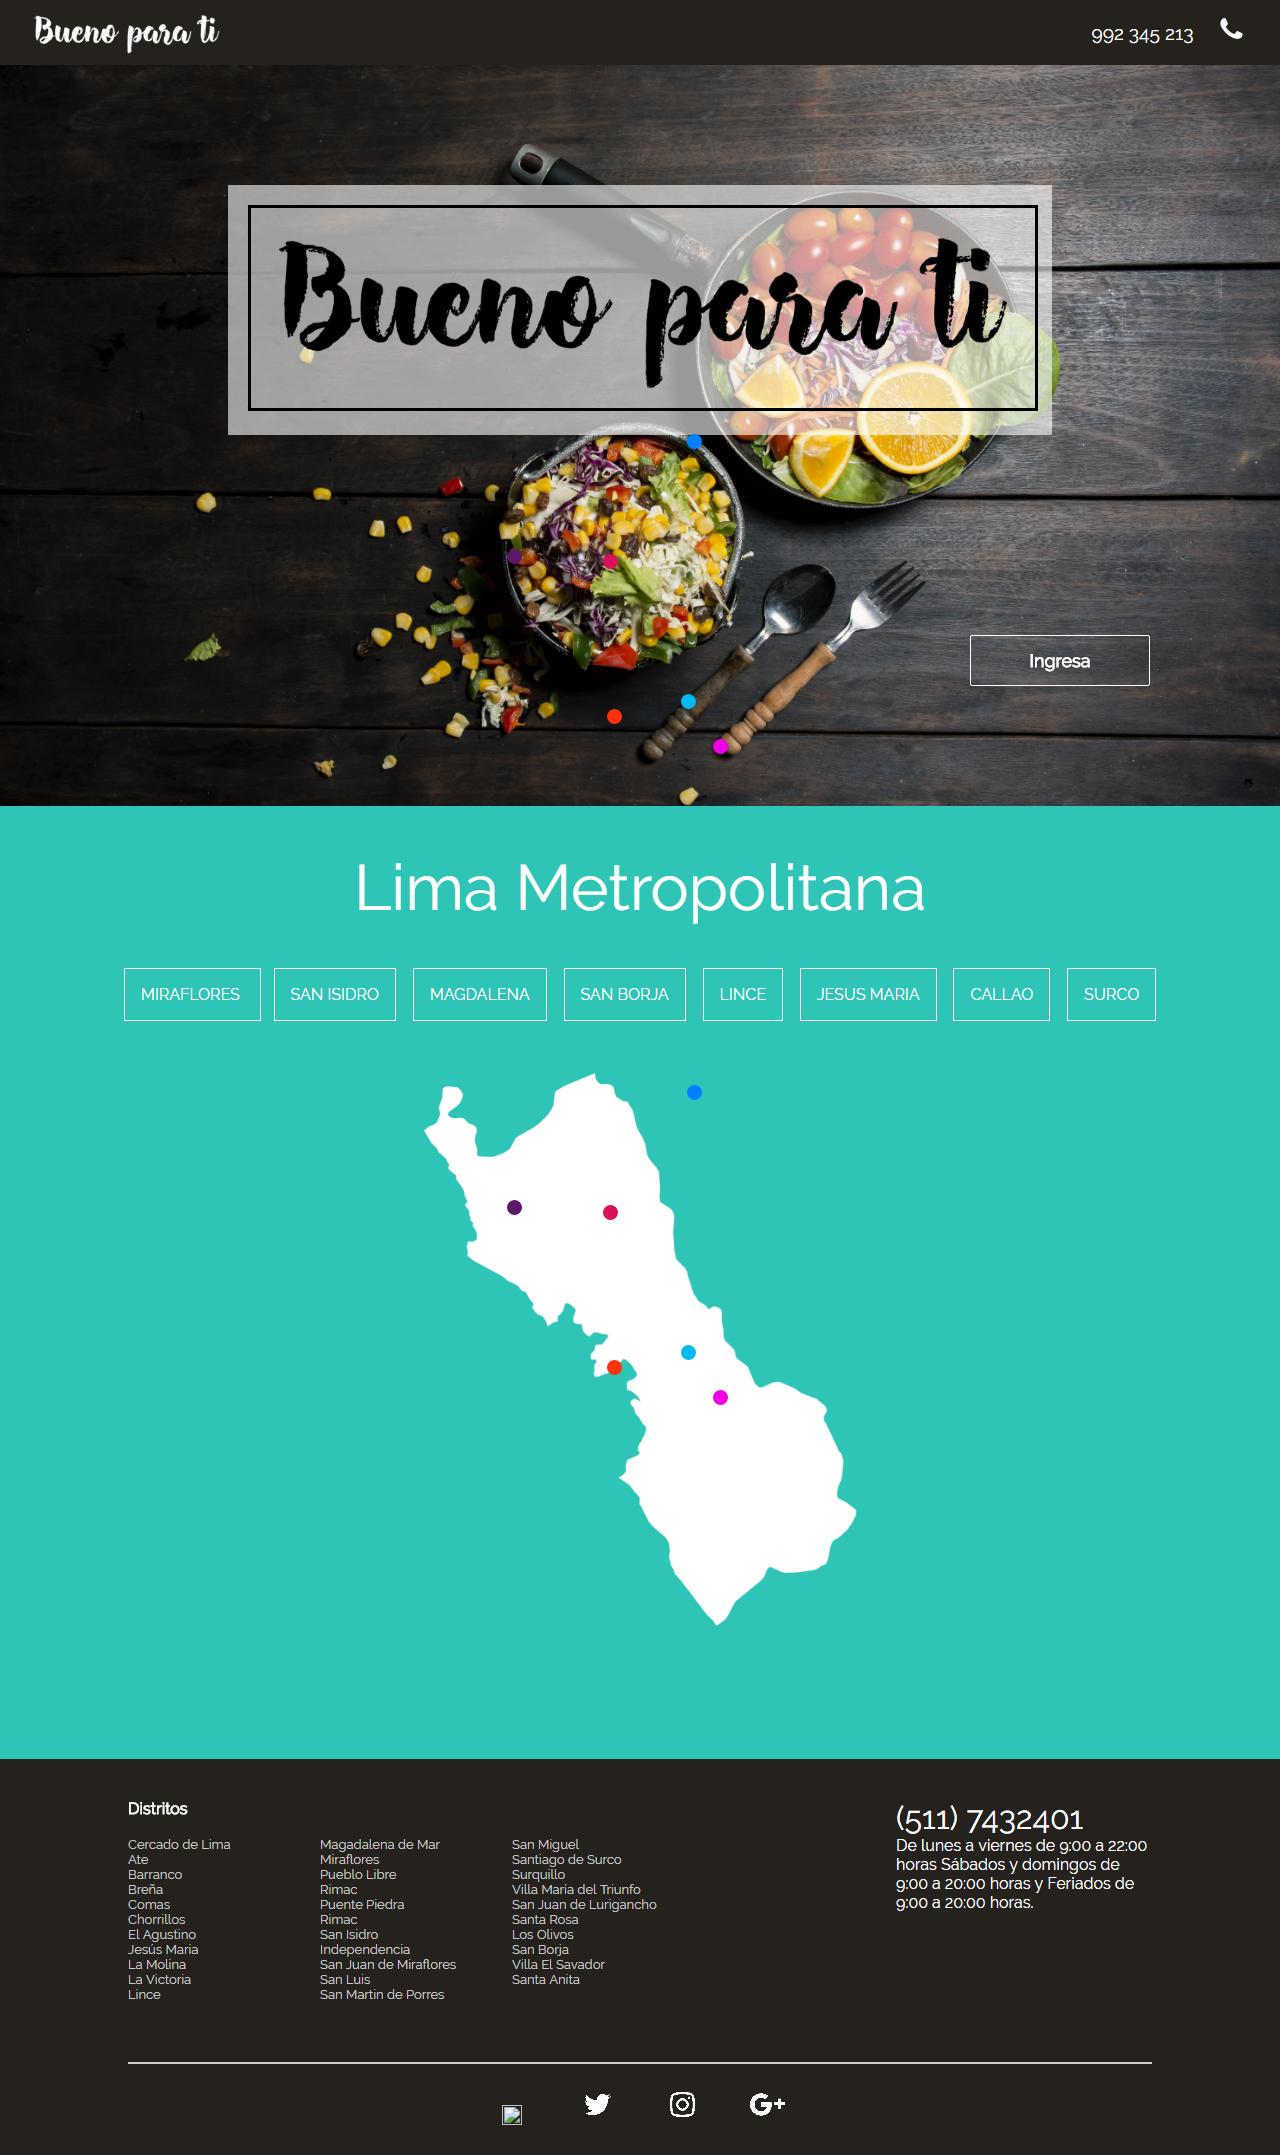 Bueno para ti
992 345 213
Bueno para ti
Ingresa
Lima Metropolitana
MIRAFLORES
SAN ISIDRO
MAGDALENA
SAN BORJA
LINCE
JESUS MARIA
CALLAO
SURCO
Distritos
Cercado de Lima
Ate
Barranco
Breña
Comas
Chorrillos
El Agustino
Jesús Maria
La Molina
La Victoria
Lince
Magadalena de Mar
Miraflores
Pueblo Libre
Rimac
Puente Piedra
Rimac
San Isidro
Independencia
San Juan de Miraflores
San Luis
San Martin de Porres
San Miguel
Santiago de Surco
Surquillo
Villa María del Triunfo
San Juan de Lurigancho
Santa Rosa
Los Olivos
San Borja
Villa El Savador
Santa Anita
(511) 7432401
De lunes a viernes de 9:00 a 22:00
horas Sábados y domingos de
9:00 a 20:00 horas y Feriados de
9:00 a 20:00 horas.
G+